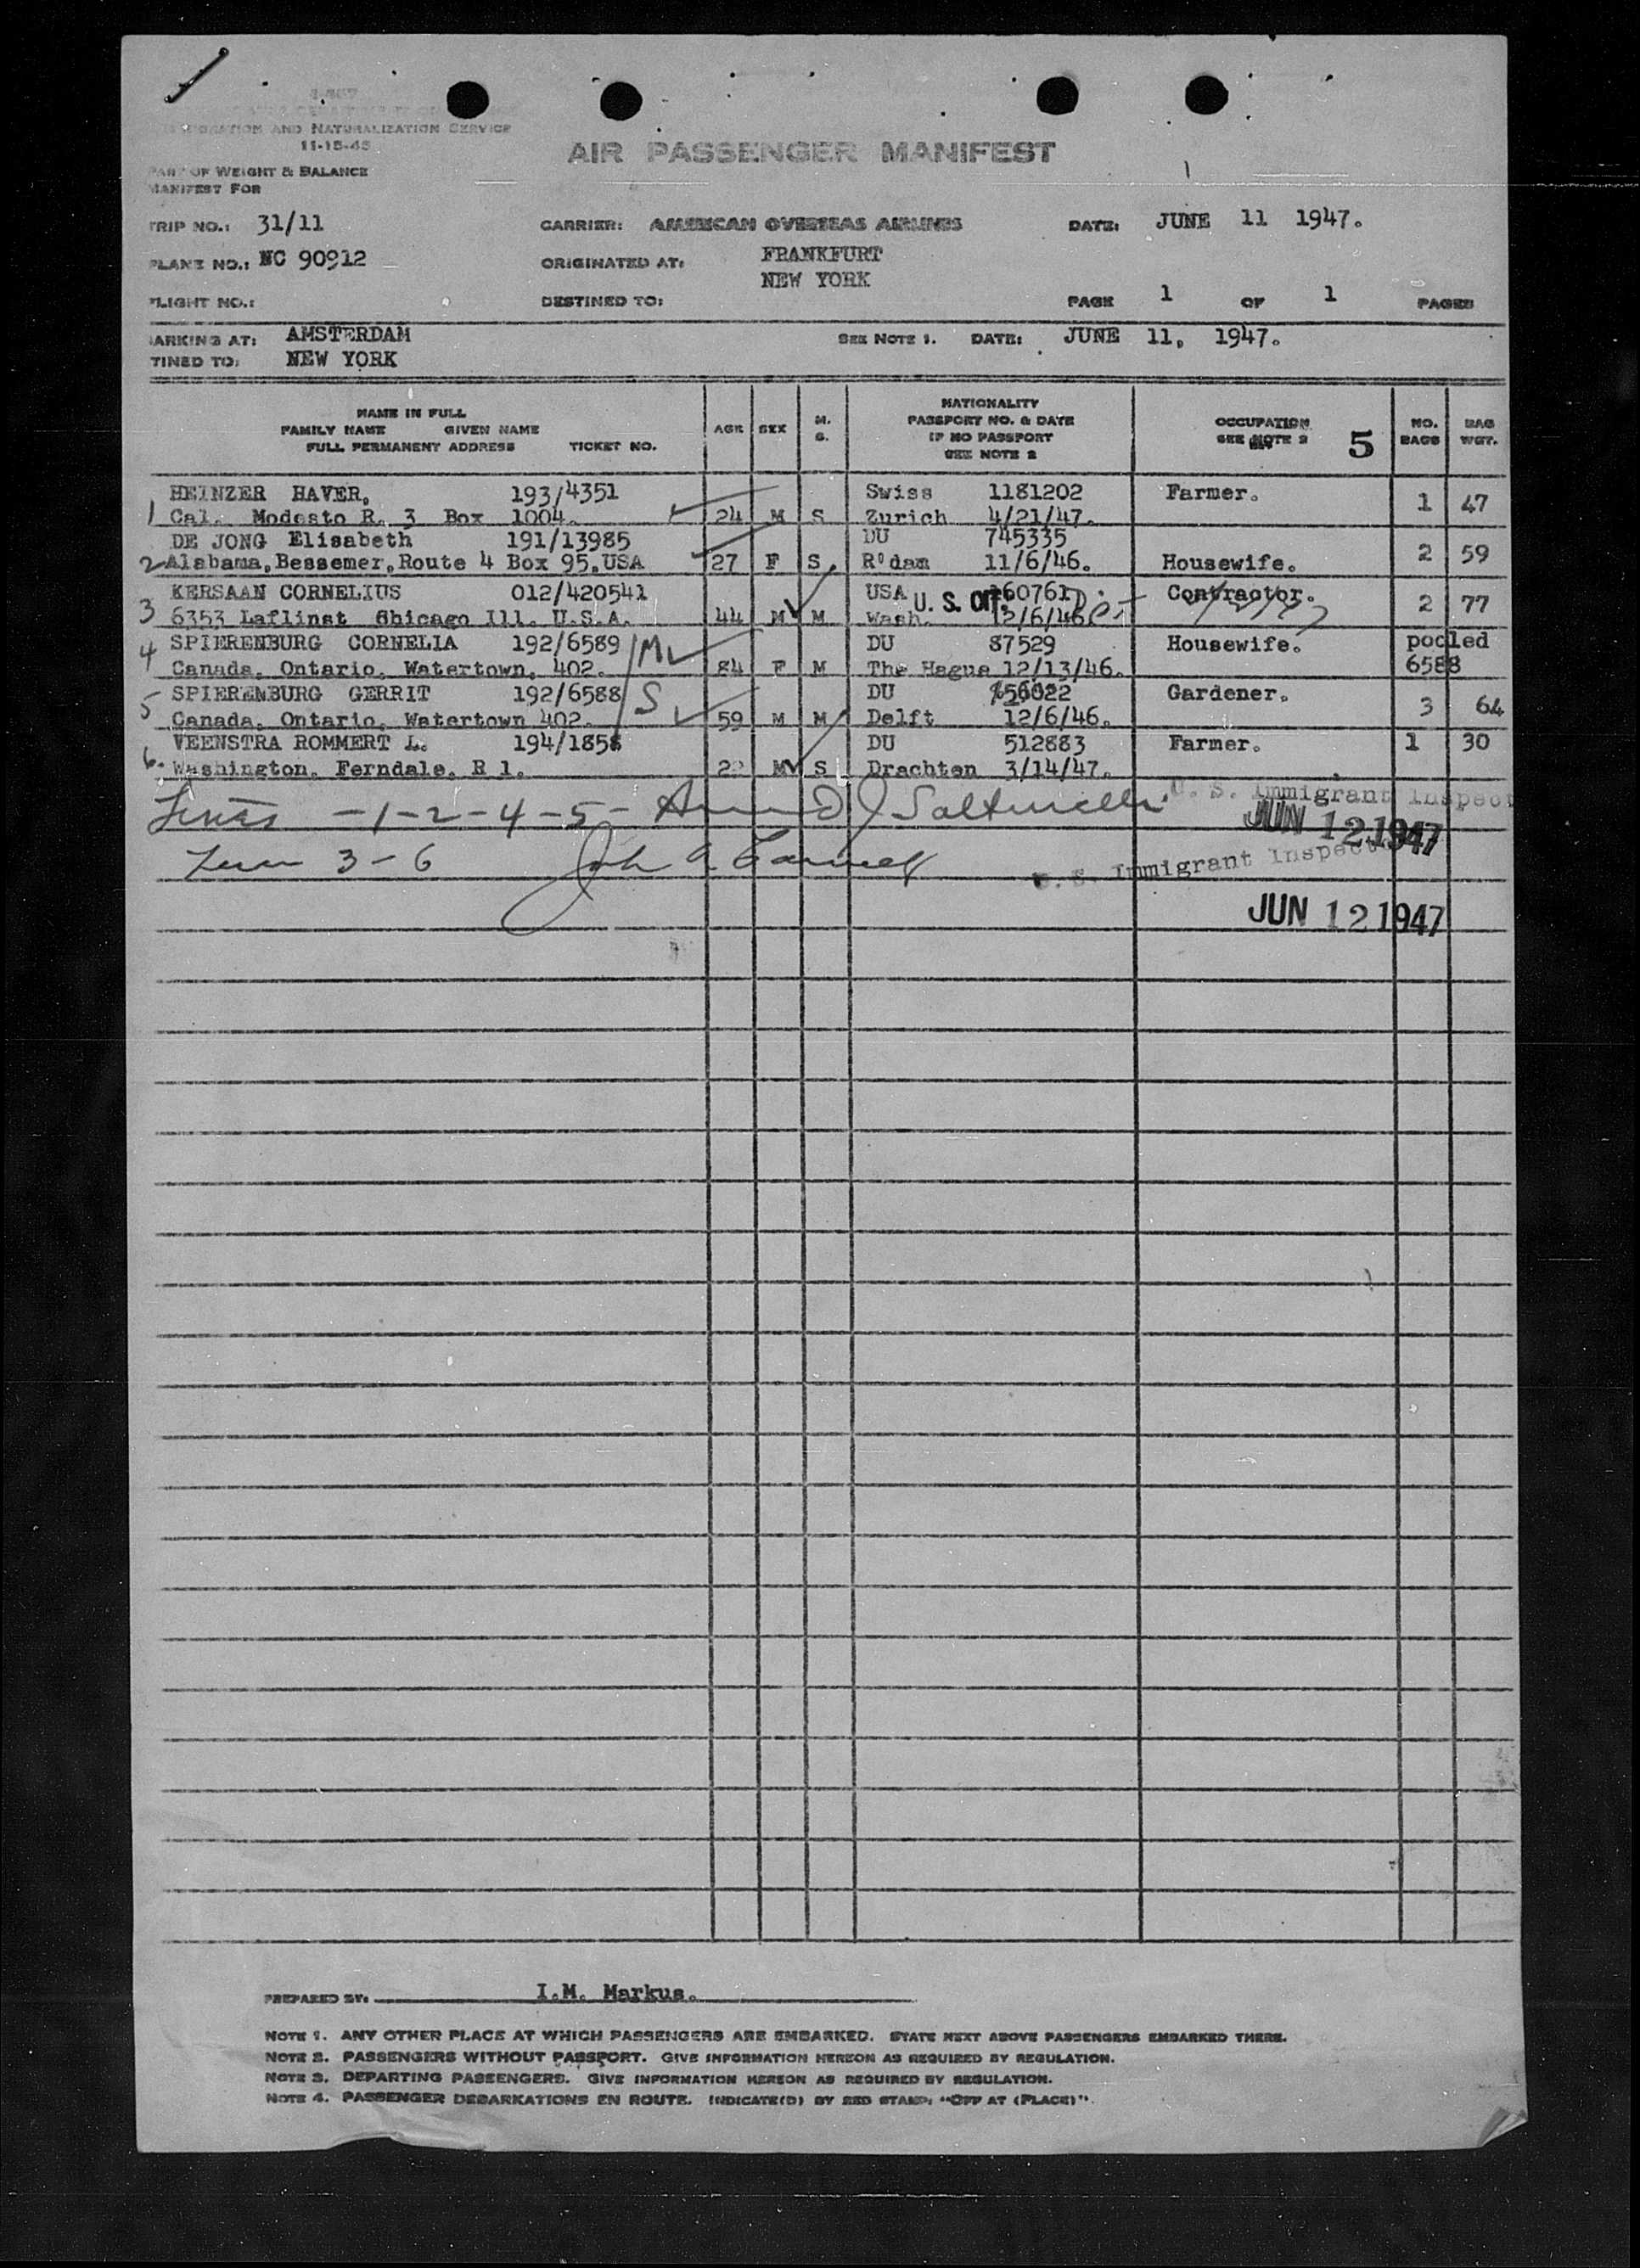 AND NATURALIZATION SERVICE
11-15-45
AIR PASSENGER MANIFEST
OF WEIGHT & BALANCE
MANIFEST FOR
TRIP NO.: 31/11 CARRIER: AMERICAN OVERSEAS AIRLINES DATE: JUNE 11 1947.
PLANE NO.: NC 90912 ORIGINATED AT: FRANKFURT
NEW YORK
FLIGHT NO.: DESTINED TO: PAGE 1 OF 1 PAGES
ARKING AT: AMSTERDAM SEE NOTE 1. DATE: JUNE 11, 1947.
TINED TO: NEW YORK
NAME IN FULL
FAMILY NAME GIVEN NAME
FULL PERMANENT ADDRESS TICKET NO.
AGE SEX M. S.
NATIONALITY
PASSPORT NO. & DATE
IF NO PASSPORT
SEE NOTE 2
OCCUPATION
SEE NOTE 3 5
NO. BAGS
BAG WGT.
HEINZER HAVER, 193/4351 Swiss 1181202 Farmer. 1 47
1 Cal. Modesto R. 3 Box 1004. 24 M S Zurich 4/21/47.
DE JONG Elisabeth 191/13985 DU 745335 2 59
2 Alabama, Bessemer, Route 4 Box 95, USA 27 F S R'dam 11/6/46. Housewife.
KERSAAN CORNELIUS 012/420541 USA 160761 Contractor. 2 77
3 6353 Laflinst Chicago Ill. U.S.A. 44 M M Wash. U. S. CIT. 12/6/46
4 SPIERENBURG CORNELIA 192/6589 M DU 87529 Housewife. pooled
Canada, Ontario, Watertown, 402. F M The Hague 12/13/46. 6588
5 SPIERENBURG GERRIT 192/6588 S DU Gardener. 3 64
Canada, Ontario, Watertown 402. 59 M M Delft 12/6/46.
VEENSTRA ROMMERT L. 194/1858 DU 512883 Farmer. 1 30
6. Washington, Ferndale, R 1. M S Drachten 3/14/47.
Lines -1-2-4-5- U. S. Immigrant Inspect
JUN 12 1947
3-6 John U. S. Immigrant Inspect
JUN 12 1947
PREPARED BY: I.M. Markus.
NOTE 1. ANY OTHER PLACE AT WHICH PASSENGERS ARE EMBARKED. STATE NEXT ABOVE PASSENGERS EMBARKED THERE.
NOTE 2. PASSENGERS WITHOUT PASSPORT. GIVE INFORMATION HEREON AS REQUIRED BY REGULATION.
NOTE 3. DEPARTING PASSENGERS. GIVE INFORMATION HEREON AS REQUIRED BY REGULATION.
NOTE 4. PASSENGER DEBARKATIONS EN ROUTE. INDICATE(D) BY RED STAMP: "OFF AT (PLACE)".